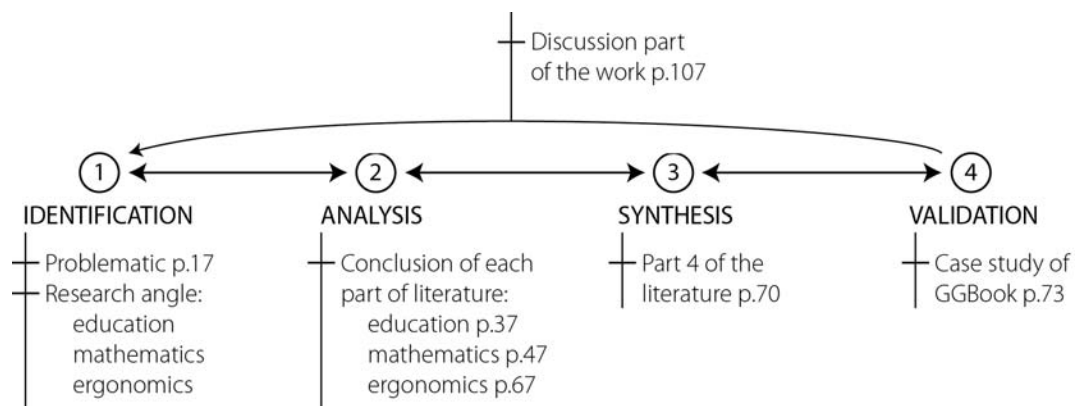 Discussion part
of the work p.107
1
2
3
4
IDENTIFICATION
ANALYSIS
SYNTHESIS
VALIDATION
Problematic p.17
Research angle:
education
mathematics
ergonomics
Conclusion of each
part of literature:
education p.37
mathematics p.47
ergonomics p.67
Part 4 of the
literature p.70
Case study of
GGBook p.73